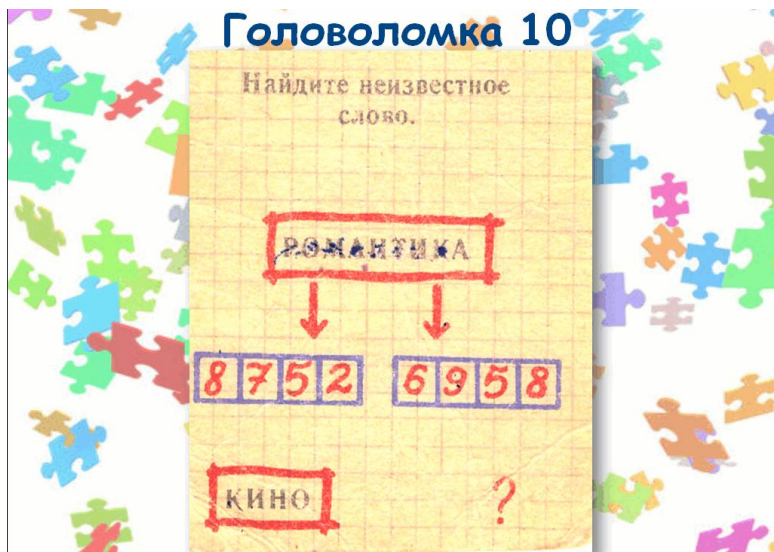 Головоломка 10
Найдите неизвестное
слово.
РОМАНТИКА
8752 6958
КИНО ?